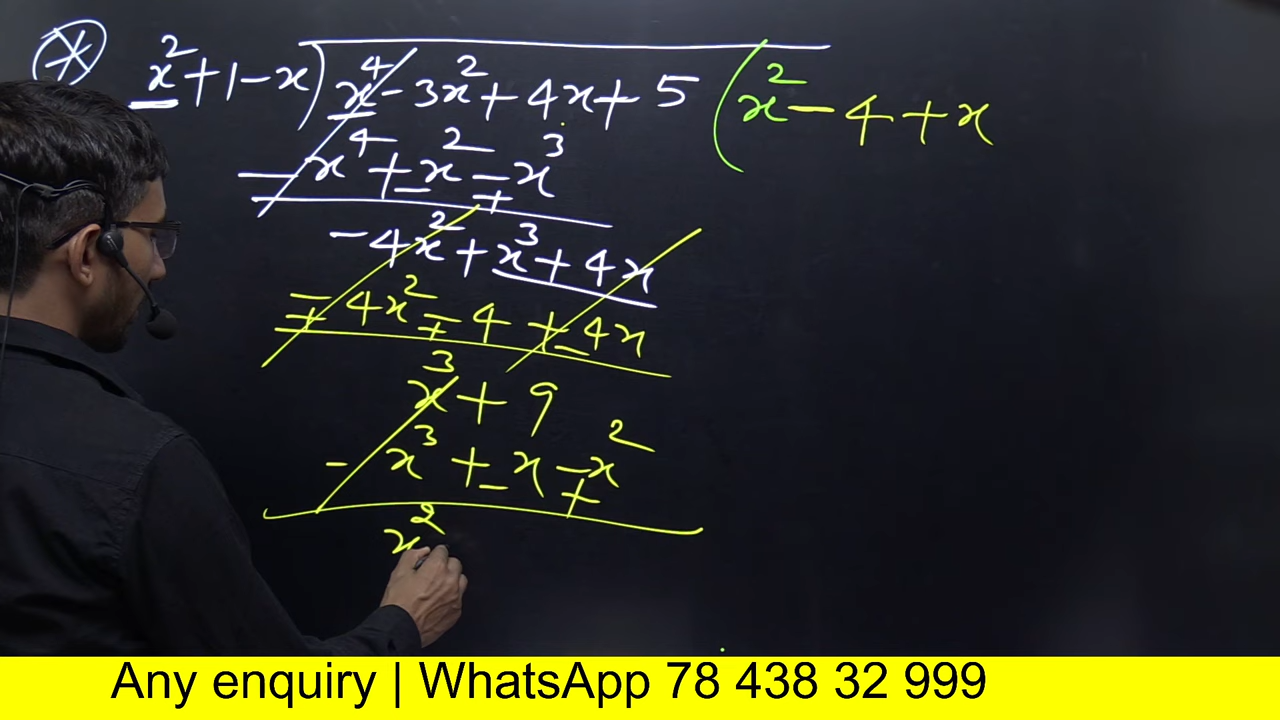 x² + 1 - x ) x⁴ - 3x² + 4x + 5 ( x² - 4 + x
- x⁴ + x² - x³
- +
- 4x² + x³ + 4x
- 4x² - 4 + 4x
+ + -
x³ + 9
- x³ + x - x²
- +
x²
Any enquiry | WhatsApp 78 438 32 999